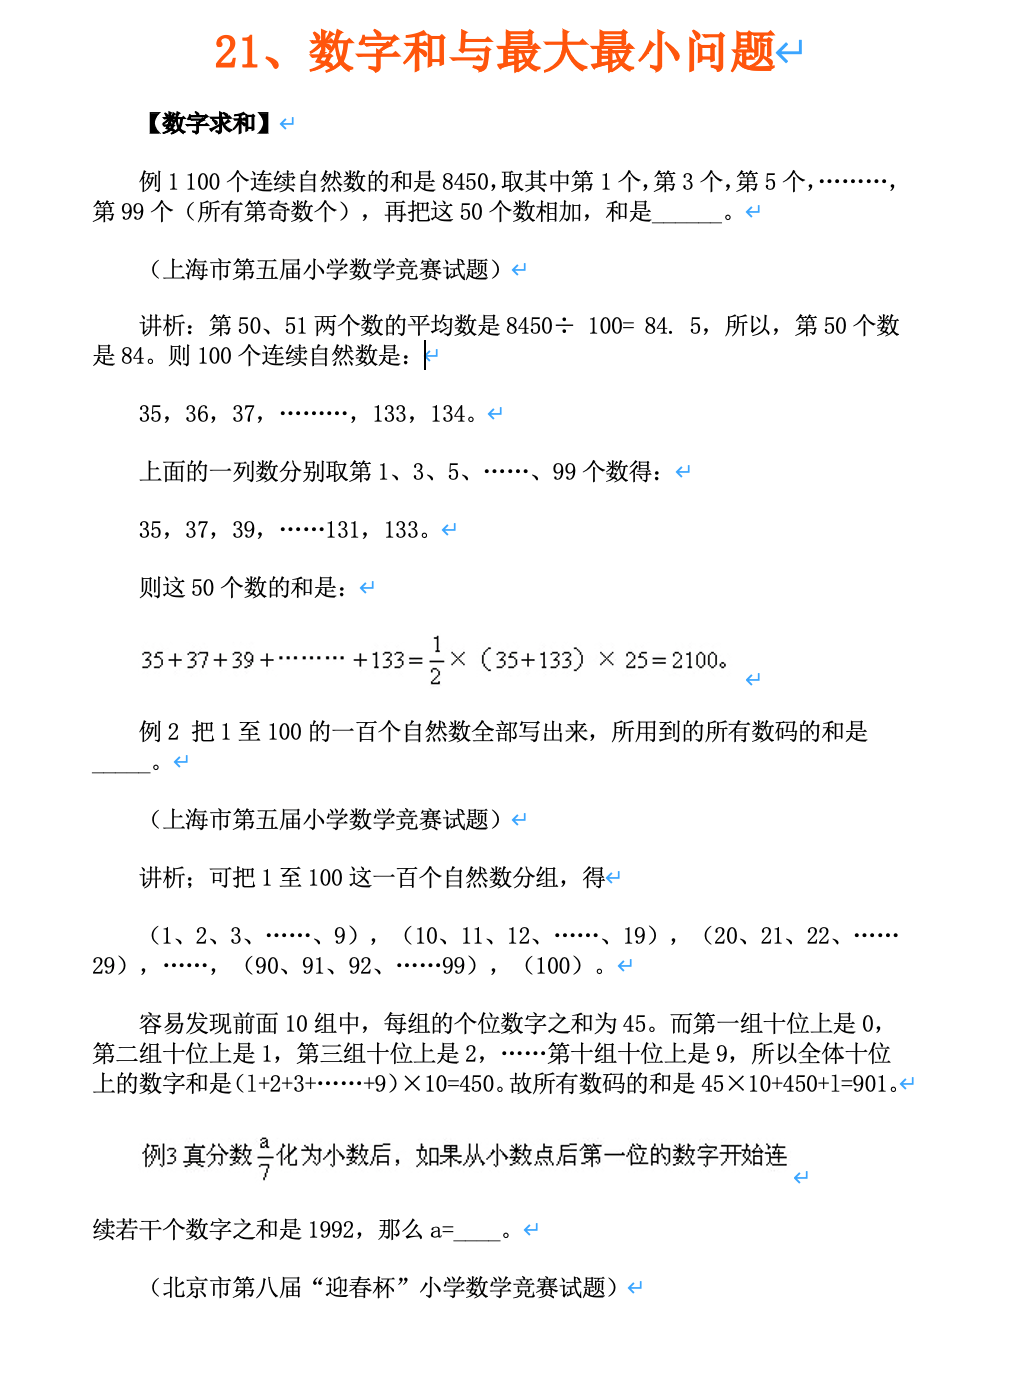 21、数字和与最大最小问题↵
【数字求和】↵
例 1 100 个连续自然数的和是 8450，取其中第 1 个，第 3 个，第 5 个，………，
第 99 个（所有第奇数个），再把这 50 个数相加，和是______。↵
（上海市第五届小学数学竞赛试题）↵
讲析：第 50、51 两个数的平均数是 8450÷ 100= 84. 5，所以，第 50 个数
是 84。则 100 个连续自然数是：↵
35，36，37，………，133，134。↵
上面的一列数分别取第 1、3、5、……、99 个数得：↵
35，37，39，……131，133。↵
则这 50 个数的和是：↵
35+37+39+………+133=1/2×（35+133）×25=2100。↵
例 2 把 1 至 100 的一百个自然数全部写出来，所用到的所有数码的和是
_____。↵
（上海市第五届小学数学竞赛试题）↵
讲析；可把 1 至 100 这一百个自然数分组，得↵
（1、2、3、……、9），（10、11、12、……、19），（20、21、22、……
29），……，（90、91、92、……99），（100）。↵
容易发现前面 10 组中，每组的个位数字之和为 45。而第一组十位上是 0，
第二组十位上是 1，第三组十位上是 2，……第十组十位上是 9，所以全体十位
上的数字和是（l+2+3+……+9）×10=450。故所有数码的和是 45×10+450+l=901。↵
例3 真分数a/7化为小数后，如果从小数点后第一位的数字开始连↵
续若干个数字之和是 1992，那么 a=____。↵
（北京市第八届“迎春杯”小学数学竞赛试题）↵